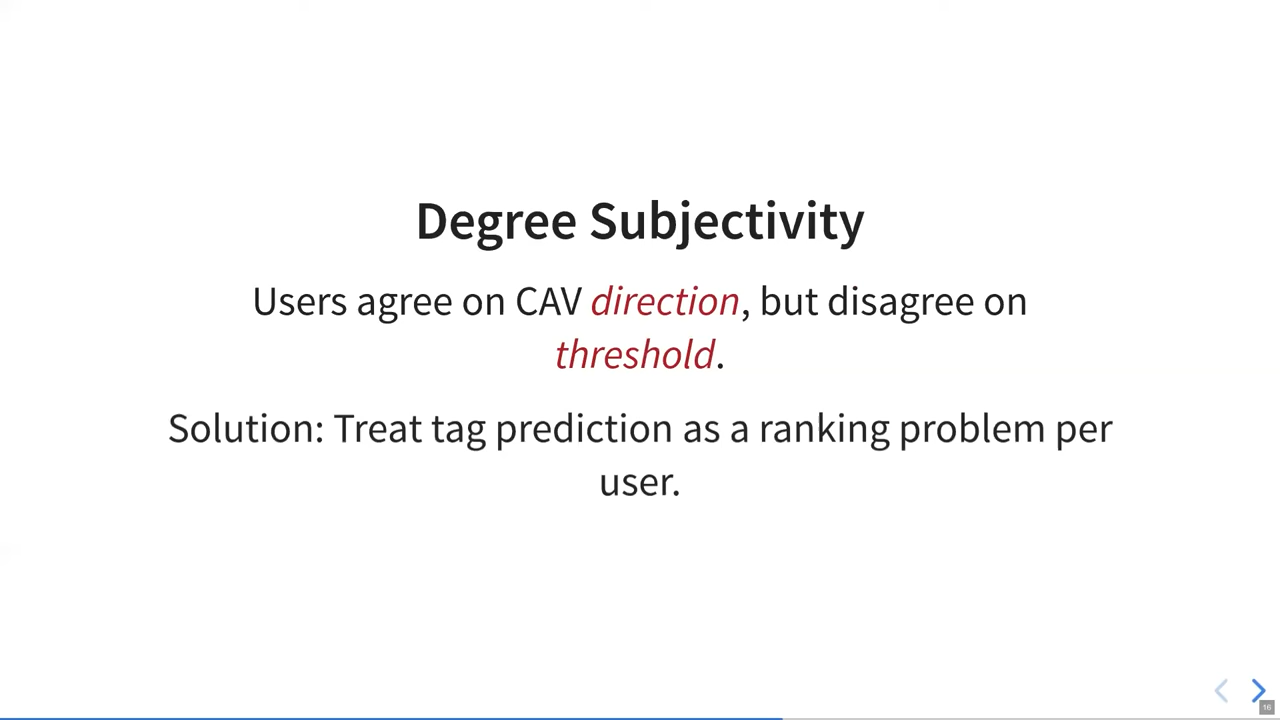 Degree Subjectivity
Users agree on CAV direction, but disagree on
threshold.
Solution: Treat tag prediction as a ranking problem per
user.
16